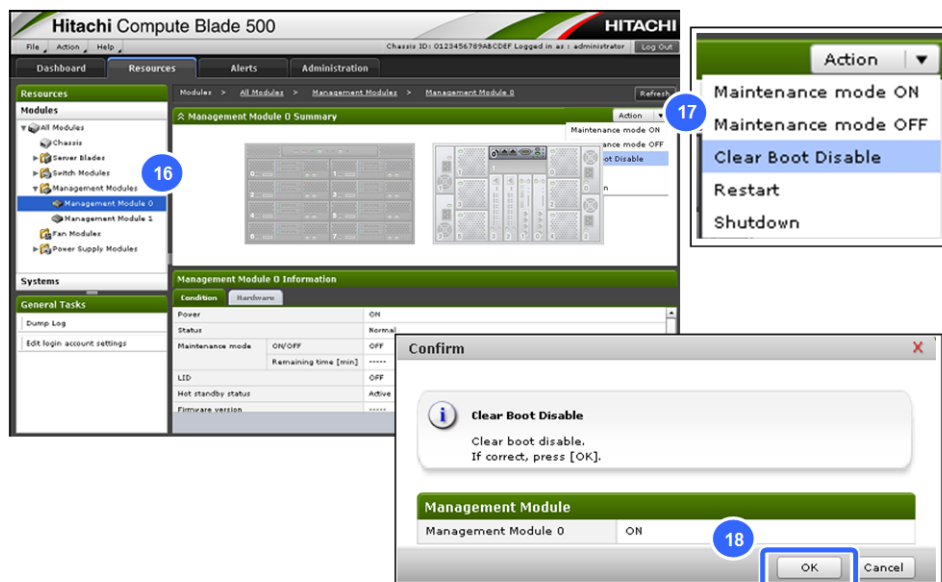 Hitachi Compute Blade 500
HITACHI
File Action Help
Chassis ID: 0123456789ABCDEF Logged in as : administrator Log Out
Dashboard Resources Alerts Administration
Resources
Modules
All Modules
Chassis
Server Blades
Switch Modules
16
Management Modules
Management Module 0
Management Module 1
Fan Modules
Power Supply Modules
Systems
General Tasks
Dump Log
Edit login account settings
Modules > All Modules > Management Modules > Management Module 0 Refresh
Management Module 0 Summary
Action
Maintenance mode ON
ance mode OFF
ot Disable
n
Management Module 0 Information
Condition Hardware
Power ON
Status Normal
Maintenance mode ON/OFF OFF
Remaining time [min] -----
LID OFF
Hot standby status Active
Firmware version -----
17
Action
Maintenance mode ON
Maintenance mode OFF
Clear Boot Disable
Restart
Shutdown
Confirm X
Clear Boot Disable
Clear boot disable.
If correct, press [OK].
Management Module
Management Module 0 ON
18
OK Cancel